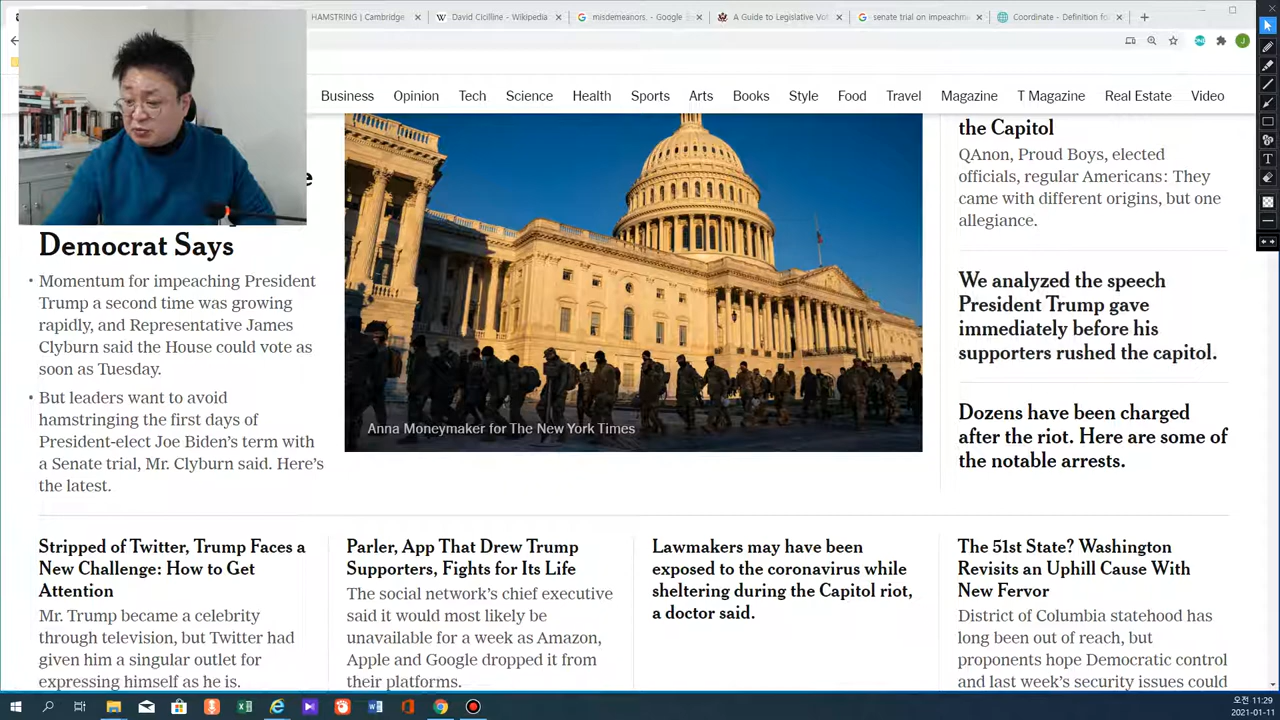 HAMSTRING | Cambridge
David Cicilline - Wikipedia
misdemeanors. - Google
A Guide to Legislative Vot
senate trial on impeachm
Coordinate - Definition fo
Business Opinion Tech Science Health Sports Arts Books Style Food Travel Magazine T Magazine Real Estate Video
Democrat Says
• Momentum for impeaching President
Trump a second time was growing
rapidly, and Representative James
Clyburn said the House could vote as
soon as Tuesday.
• But leaders want to avoid
hamstringing the first days of
President-elect Joe Biden's term with
a Senate trial, Mr. Clyburn said. Here's
the latest.
Anna Moneymaker for The New York Times
the Capitol
QAnon, Proud Boys, elected
officials, regular Americans: They
came with different origins, but one
allegiance.
We analyzed the speech
President Trump gave
immediately before his
supporters rushed the capitol.
Dozens have been charged
after the riot. Here are some of
the notable arrests.
Stripped of Twitter, Trump Faces a
New Challenge: How to Get
Attention
Mr. Trump became a celebrity
through television, but Twitter had
given him a singular outlet for
expressing himself as he is.
Parler, App That Drew Trump
Supporters, Fights for Its Life
The social network's chief executive
said it would most likely be
unavailable for a week as Amazon,
Apple and Google dropped it from
their platforms.
Lawmakers may have been
exposed to the coronavirus while
sheltering during the Capitol riot,
a doctor said.
The 51st State? Washington
Revisits an Uphill Cause With
New Fervor
District of Columbia statehood has
long been out of reach, but
proponents hope Democratic control
and last week's security issues could
오전 11:29
2021-01-11